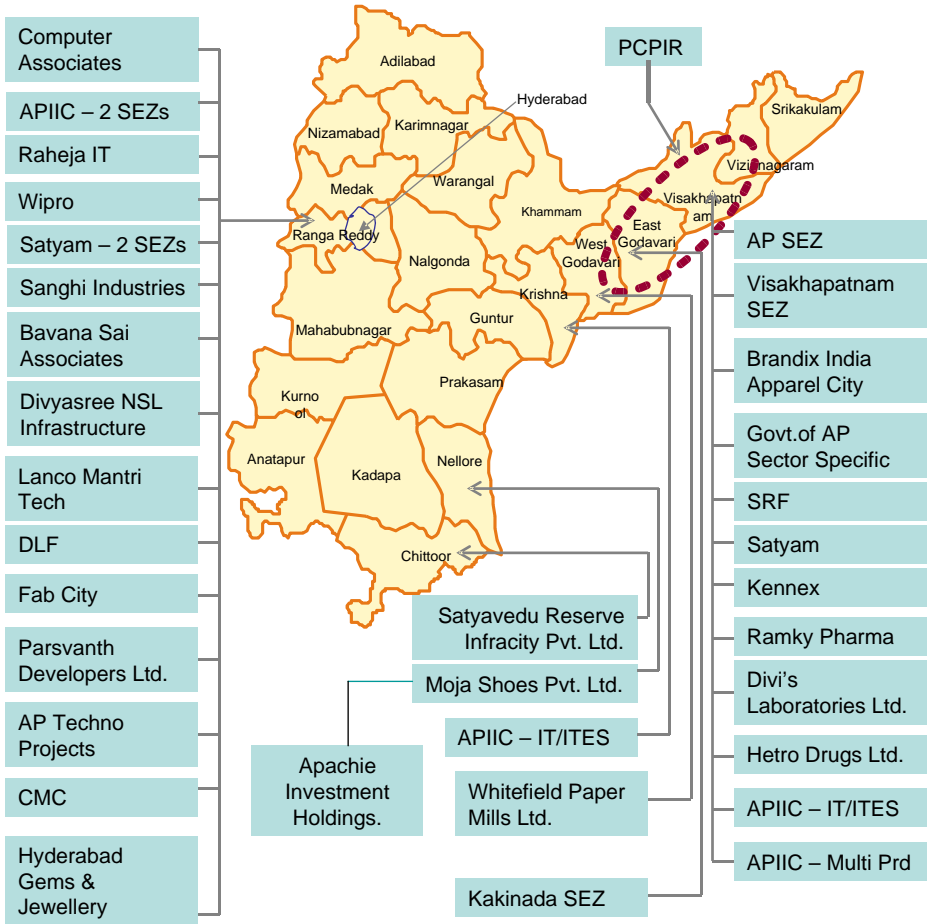 Computer
Associates
APIIC – 2 SEZs
Raheja IT
Wipro
Satyam – 2 SEZs
Sanghi Industries
Bavana Sai
Associates
Divyasree NSL
Infrastructure
Lanco Mantri
Tech
DLF
Fab City
Parsvanth
Developers Ltd.
AP Techno
Projects
CMC
Hyderabad
Gems &
Jewellery
Adilabad
Nizamabad
Karimnagar
Hyderabad
Medak
Warangal
Ranga Reddy
Khammam
Nalgonda
Mahabubnagar
Guntur
Krishna
West
Godavari
East
Godavari
Visakhapatn
am
Vizianagaram
Srikakulam
Prakasam
Kurno
ol
Anatapur
Kadapa
Nellore
Chittoor
PCPIR
Satyavedu Reserve
Infracity Pvt. Ltd.
Moja Shoes Pvt. Ltd.
APIIC – IT/ITES
Apachie
Investment
Holdings.
Whitefield Paper
Mills Ltd.
Kakinada SEZ
AP SEZ
Visakhapatnam
SEZ
Brandix India
Apparel City
Govt.of AP
Sector Specific
SRF
Satyam
Kennex
Ramky Pharma
Divi's
Laboratories Ltd.
Hetro Drugs Ltd.
APIIC – IT/ITES
APIIC – Multi Prd